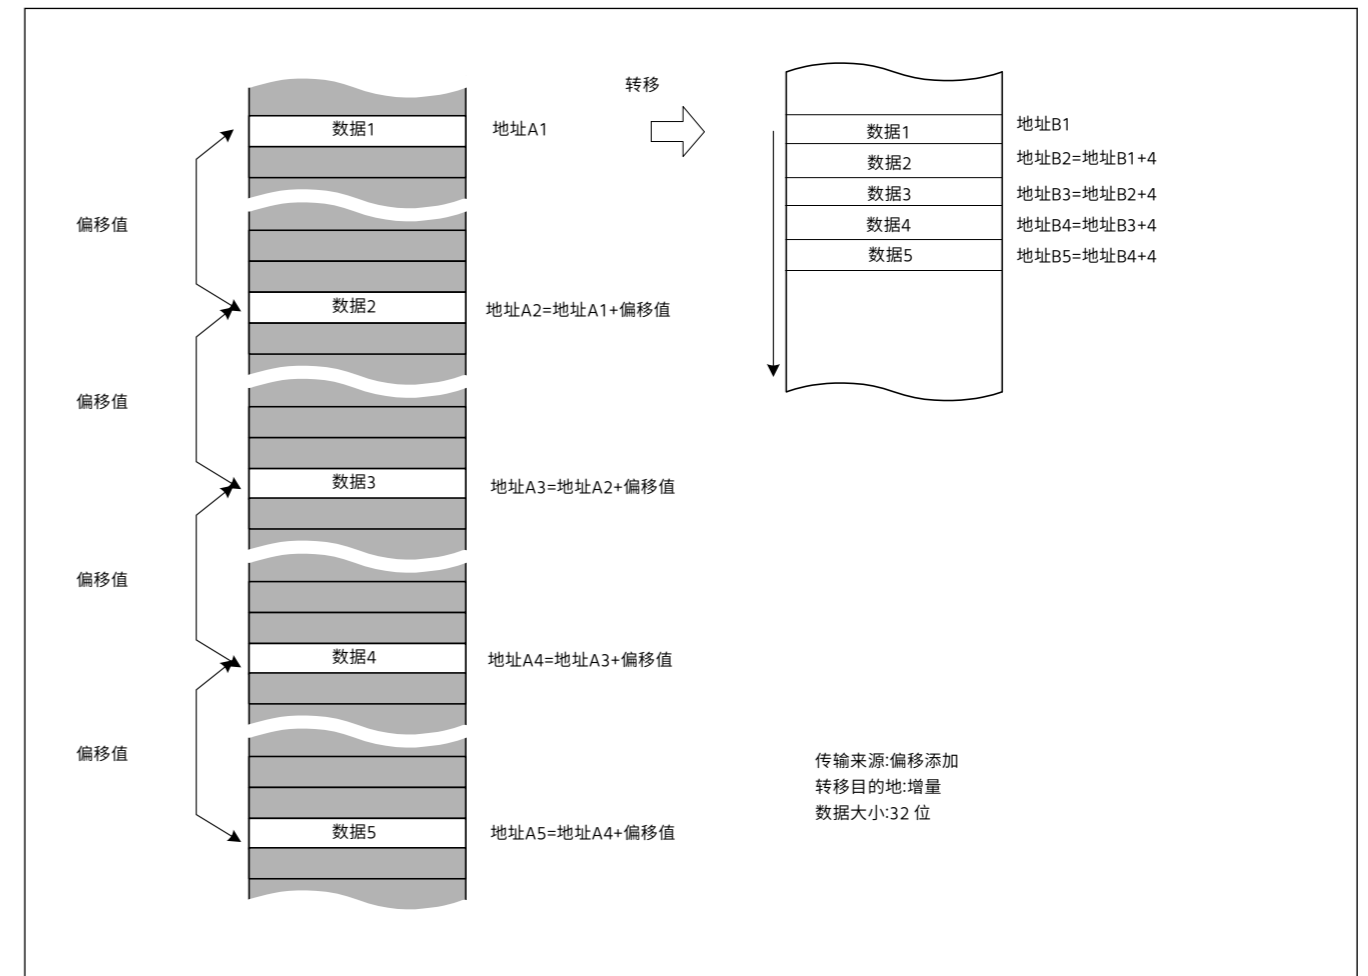 转移
数据1
地址A1
偏移值
数据2
地址A2=地址A1+偏移值
偏移值
数据3
地址A3=地址A2+偏移值
偏移值
数据4
地址A4=地址A3+偏移值
偏移值
数据5
地址A5=地址A4+偏移值
数据1
地址B1
数据2
地址B2=地址B1+4
数据3
地址B3=地址B2+4
数据4
地址B4=地址B3+4
数据5
地址B5=地址B4+4
传输来源:偏移添加
转移目的地:增量
数据大小:32 位